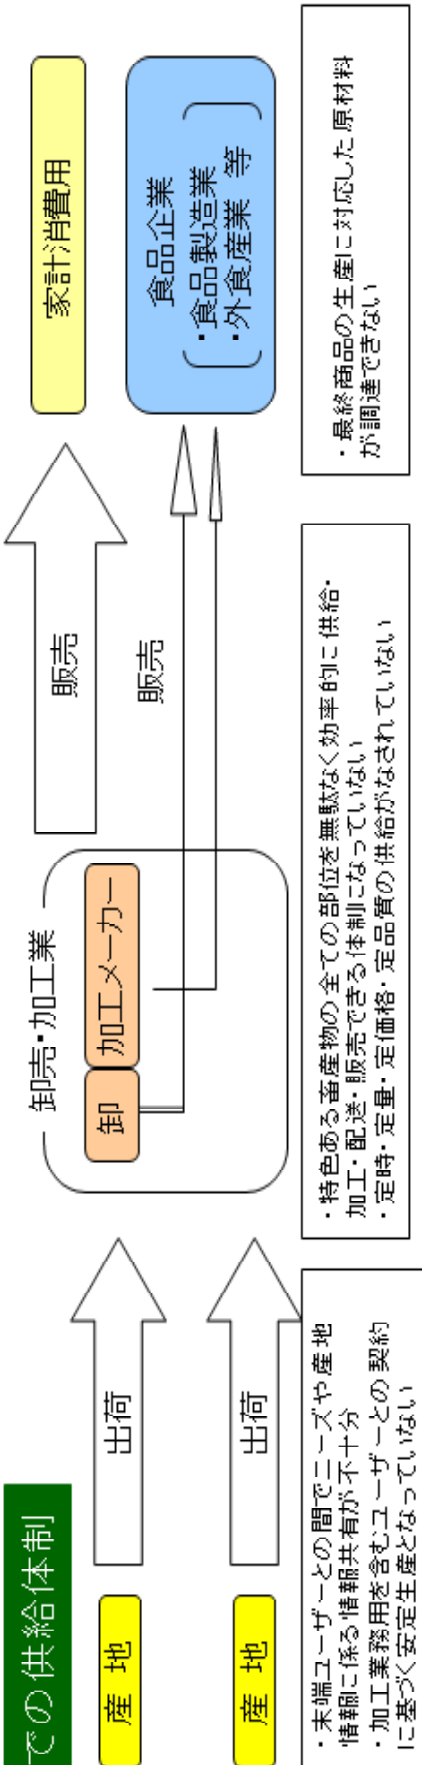 での供給体制
産 地
産 地
出荷
出荷
卸売・加工業
卸
加工メーカー
販売
販売
家計消費用
食品企業
・食品製造業
・外食産業 等
・末端ユーザーとの間でニーズや産地
情報に係る情報共有が不十分
・加工業務用を含むユーザーとの契約
に基づく安定生産となっていない
・特色ある畜産物の全ての部位を無駄なく効率的に供給・
加工・配送・販売できる体制になっていない
・定時・定量・定価格・定品質の供給がなされていない
・最終商品の生産に対応した原材料
が調達できない